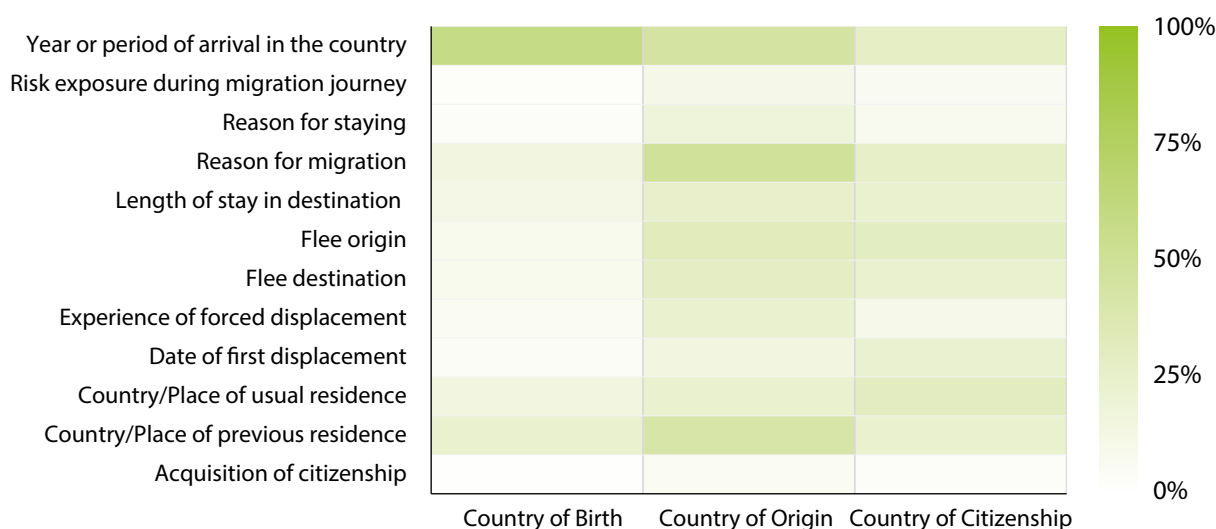 100%
Year or period of arrival in the country
Risk exposure during migration journey
Reason for staying
75%
Reason for migration
Length of stay in destination
Flee origin
50%
Flee destination
Experience of forced displacement
Date of first displacement
25%
Country/Place of usual residence
Country/Place of previous residence
Acquisition of citizenship
0%
Country of Birth Country of Origin Country of Citizenship